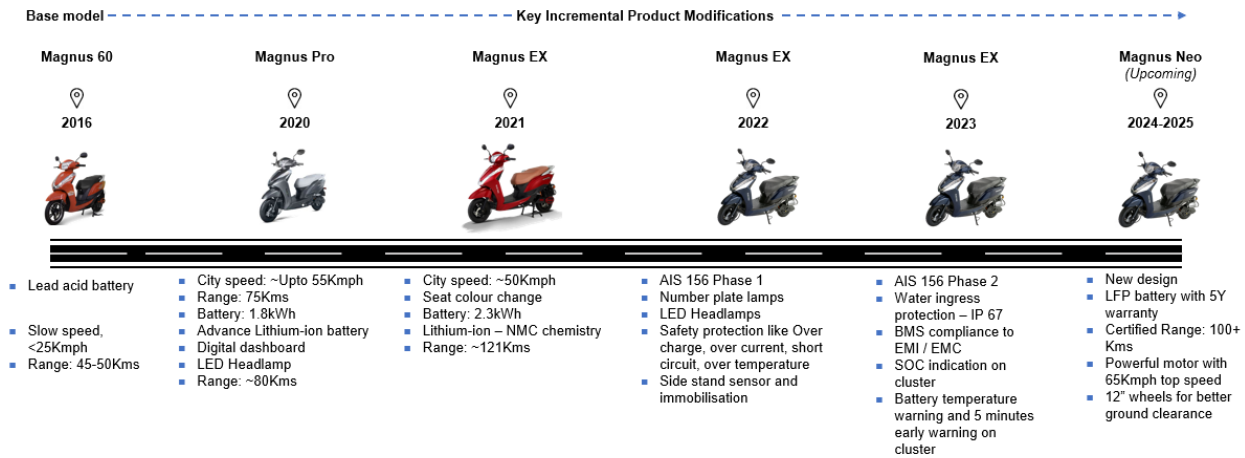 Base model
Key Incremental Product Modifications
Magnus 60
2016
Lead acid battery
Slow speed,
<25Kmph
Range: 45-50Kms
Magnus Pro
2020
City speed: ~Upto 55Kmph
Range: 75Kms
Battery: 1.8kWh
Advance Lithium-ion battery
Digital dashboard
LED Headlamp
Range: ~80Kms
Magnus EX
2021
City speed: ~50Kmph
Seat colour change
Battery: 2.3kWh
Lithium-ion – NMC chemistry
Range: ~121Kms
Magnus EX
2022
AIS 156 Phase 1
Number plate lamps
LED Headlamps
Safety protection like Over
charge, over current, short
circuit, over temperature
Side stand sensor and
immobilisation
Magnus EX
2023
AIS 156 Phase 2
Water ingress
protection – IP 67
BMS compliance to
EMI / EMC
SOC indication on
cluster
Battery temperature
warning and 5 minutes
early warning on
cluster
Magnus Neo
(Upcoming)
2024-2025
New design
LFP battery with 5Y
warranty
Certified Range: 100+
Kms
Powerful motor with
65Kmph top speed
12” wheels for better
ground clearance